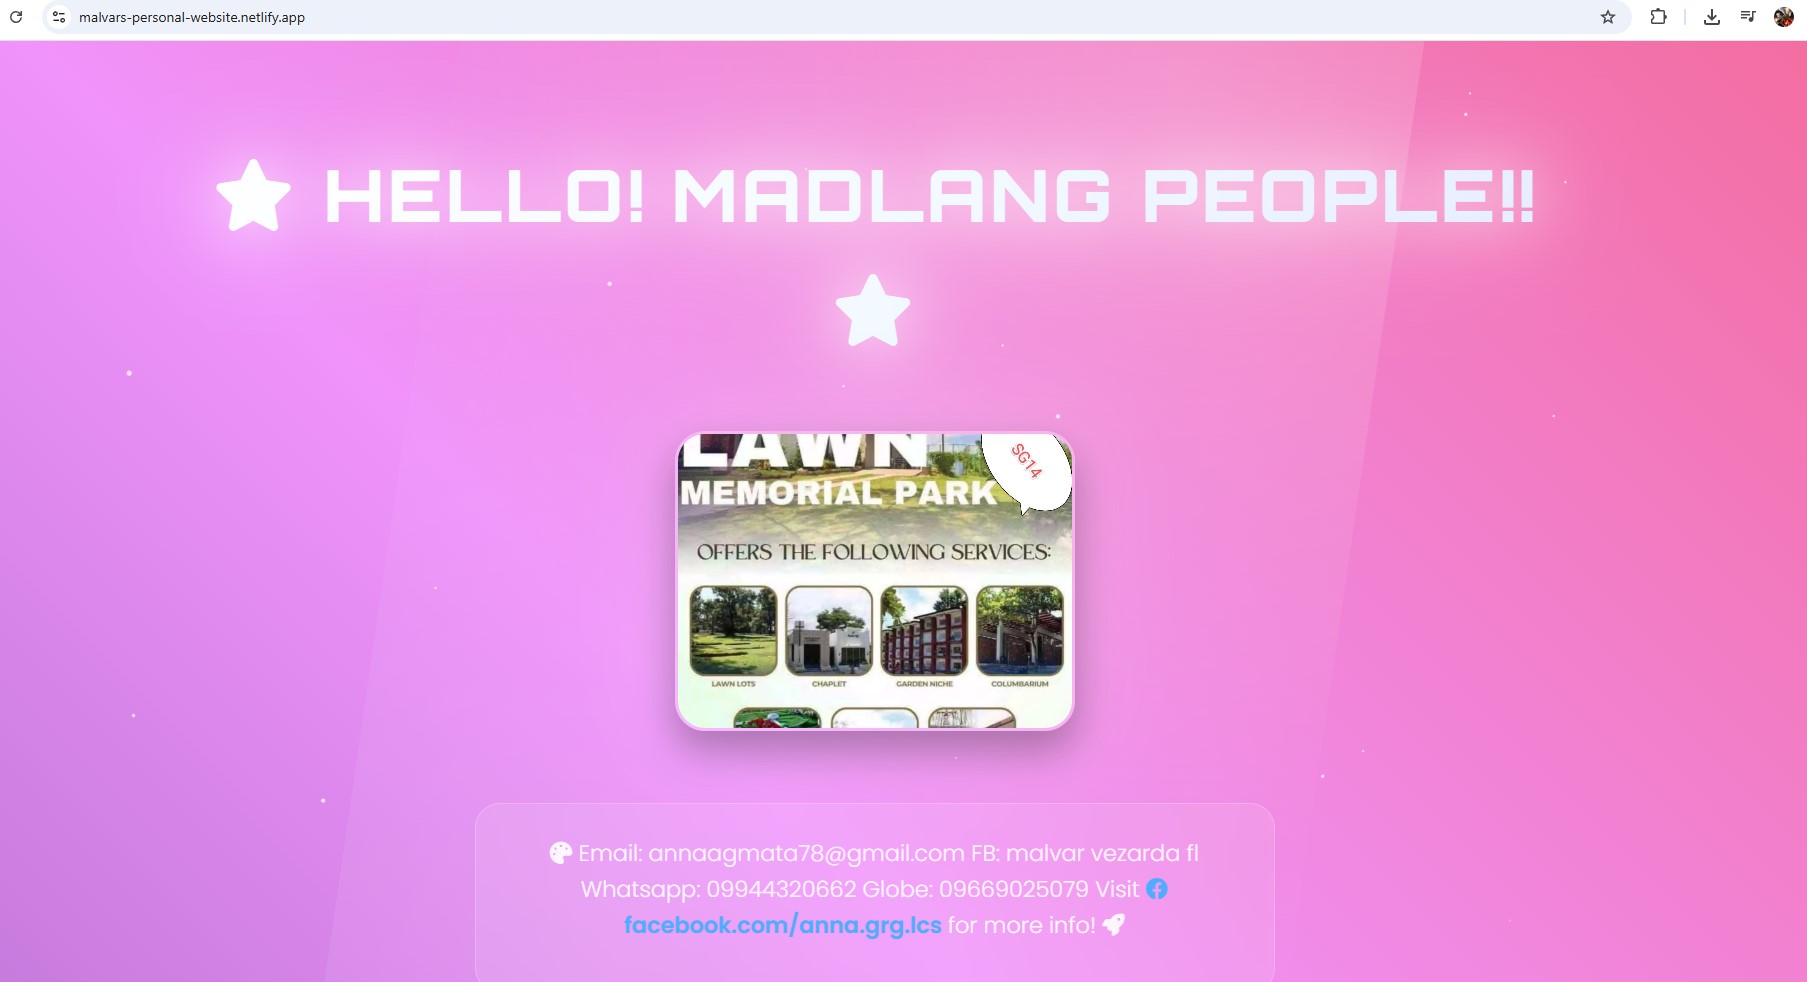 malvars-personal-website.netlify.app
HELLO! MADLANG PEOPLE!!
LAWN
SG14
MEMORIAL PARK
OFFERS THE FOLLOWING SERVICES:
LAWN LOTS CHAPLET GARDEN NICHE COLUMBARIUM
Email: annaagmata78@gmail.com FB: malvar vezarda fl
Whatsapp: 09944320662 Globe: 09669025079 Visit
facebook.com/anna.grg.lcs for more info!